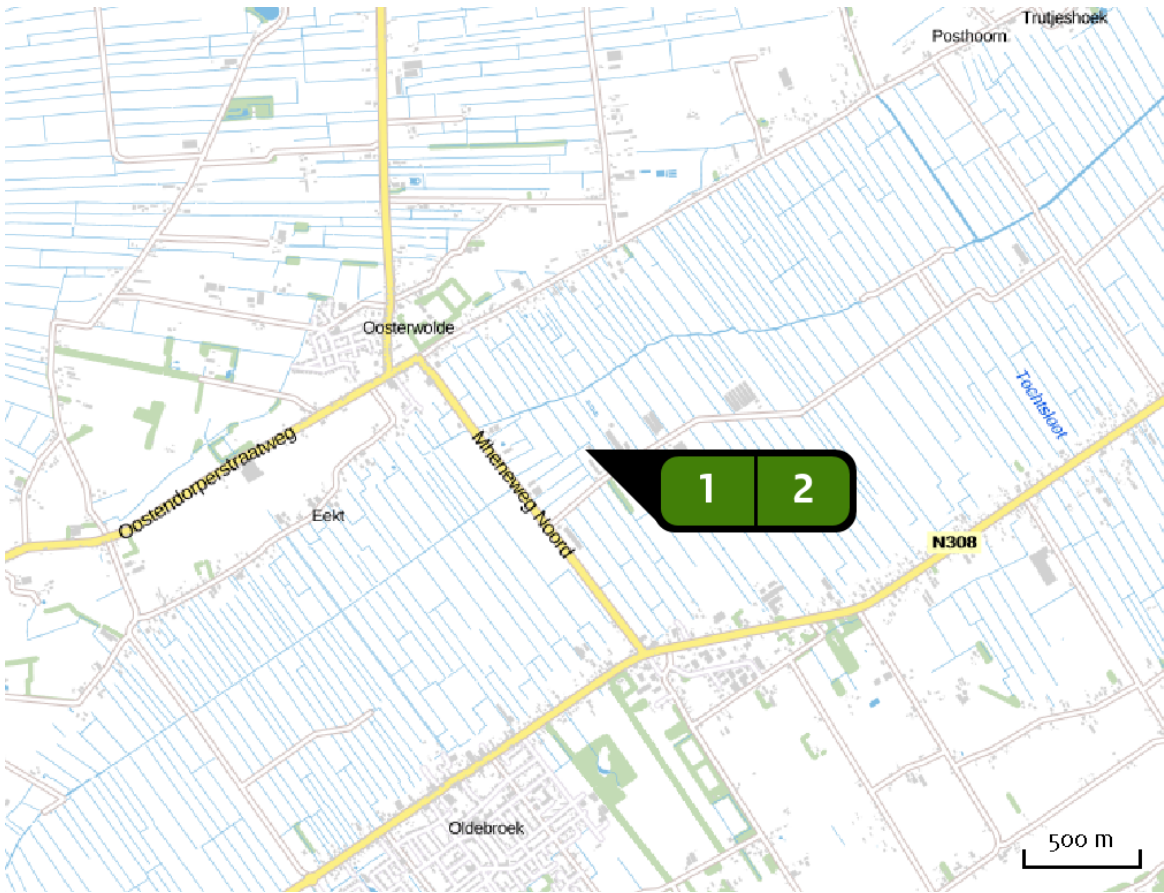 Trutjeshoek
Posthoorn
Oosterwolde
Tochtsloot
Oostendorperstraatweg
Mheneweg Noord
1 2
Eekt
N308
Oldebroek
500 m